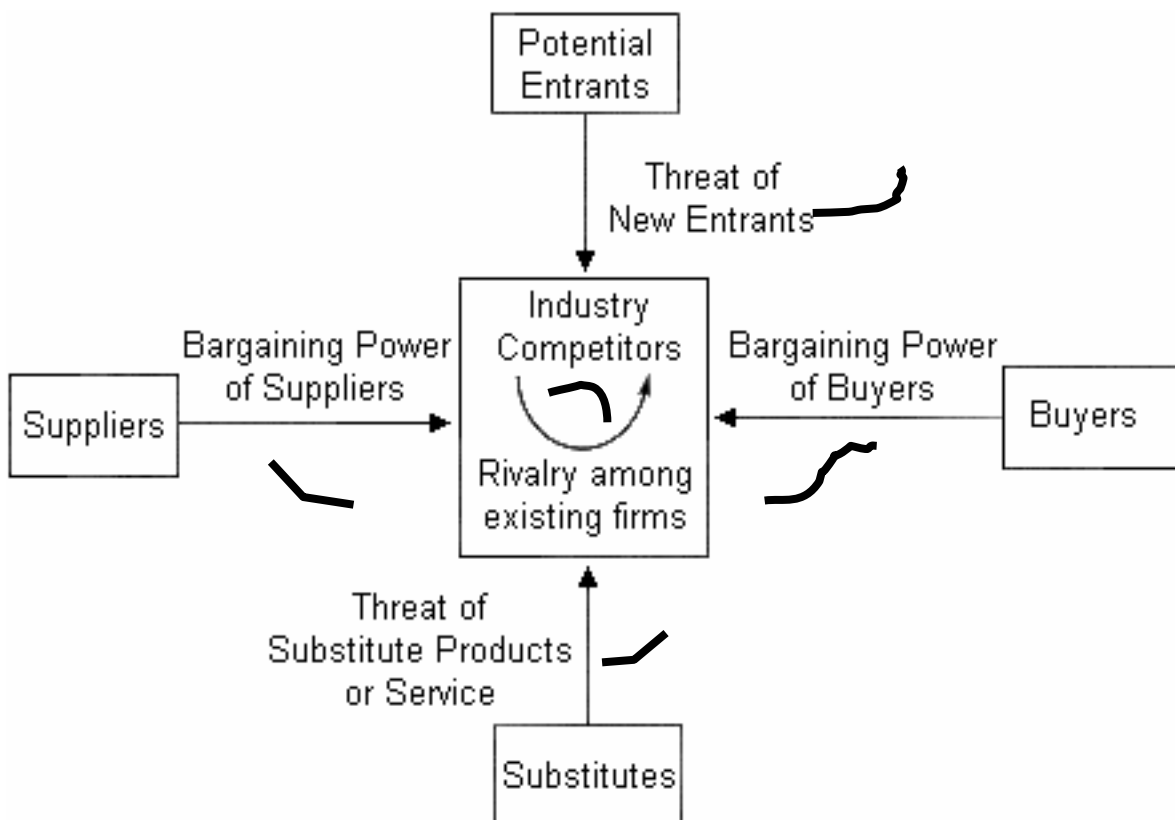 Potential
Entrants
Threat of
New Entrants
Industry
Competitors
Bargaining Power
of Suppliers
Bargaining Power
of Buyers
Suppliers
Buyers
Rivalry among
existing firms
Threat of
Substitute Products
or Service
Substitutes